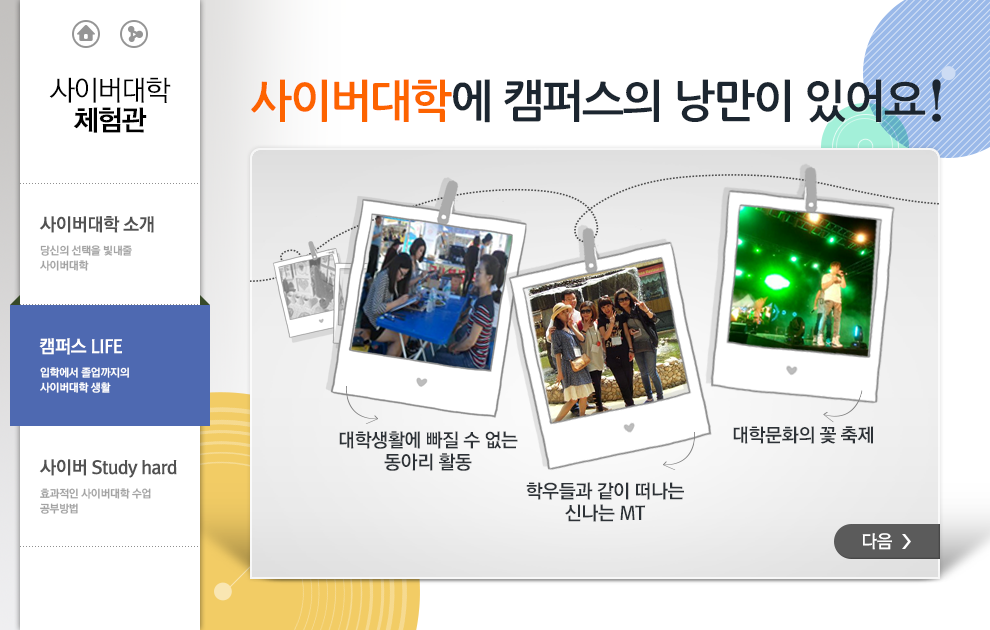 사이버대학
체험관
사이버대학 소개
당신의 선택을 빛내줄
사이버대학
캠퍼스 LIFE
입학에서 졸업까지의
사이버대학 생활
사이버 Study hard
효과적인 사이버대학 수업
공부방법
사이버대학에 캠퍼스의 낭만이 있어요!
대학생활에 빠질 수 없는
동아리 활동
학우들과 같이 떠나는
신나는 MT
대학문화의 꽃 축제
다음